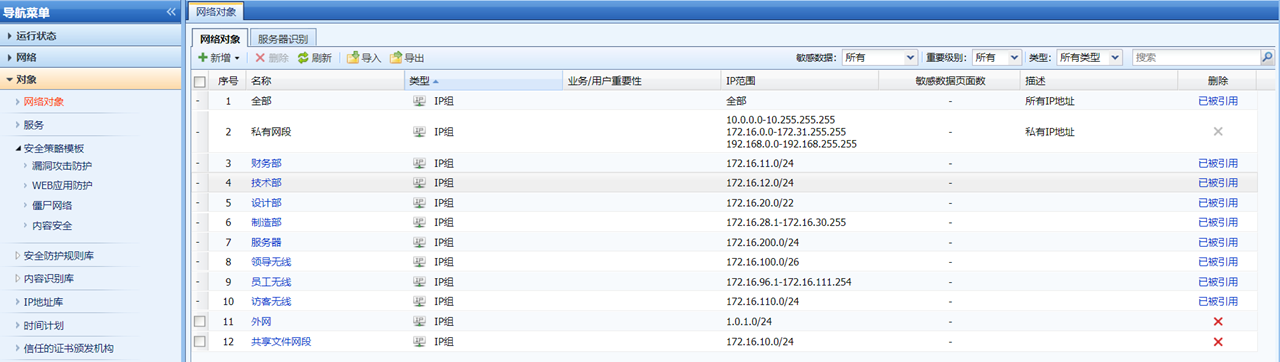 导航菜单
运行状态
网络
对象
网络对象
服务
安全策略模板
漏洞攻击防护
WEB应用防护
僵尸网络
内容安全
安全防护规则库
内容识别库
IP地址库
时间计划
信任的证书颁发机构
网络对象
网络对象 服务器识别
新增 删除 刷新 导入 导出 敏感数据: 所有 重要级别: 所有 类型: 所有类型 搜索
序号 名称 类型 业务/用户重要性 IP范围 敏感数据页面数 描述 删除
- 1 全部 IP组 全部 - 所有IP地址 已被引用
- 2 私有网段 IP组 10.0.0.0-10.255.255.255
172.16.0.0-172.31.255.255
192.168.0.0-192.168.255.255 - 私有IP地址
- 3 财务部 IP组 172.16.11.0/24 - 已被引用
- 4 技术部 IP组 172.16.12.0/24 - 已被引用
- 5 设计部 IP组 172.16.20.0/22 - 已被引用
- 6 制造部 IP组 172.16.28.1-172.16.30.255 - 已被引用
- 7 服务器 IP组 172.16.200.0/24 - 已被引用
- 8 领导无线 IP组 172.16.100.0/26 - 已被引用
- 9 员工无线 IP组 172.16.96.1-172.16.111.254 - 已被引用
- 10 访客无线 IP组 172.16.110.0/24 - 已被引用
11 外网 IP组 1.0.1.0/24 -
12 共享文件网段 IP组 172.16.10.0/24 -